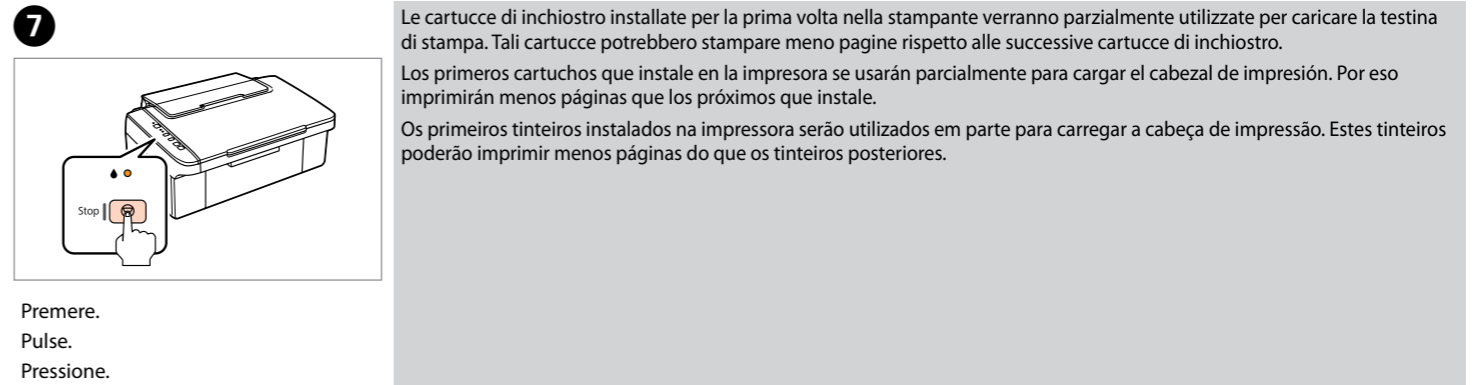 7
Stop
Premere.
Pulse.
Pressione.
Le cartucce di inchiostro installate per la prima volta nella stampante verranno parzialmente utilizzate per caricare la testina
di stampa. Tali cartucce potrebbero stampare meno pagine rispetto alle successive cartucce di inchiostro.
Los primeros cartuchos que instale en la impresora se usarán parcialmente para cargar el cabezal de impresión. Por eso
imprimirán menos páginas que los próximos que instale.
Os primeiros tinteiros instalados na impressora serão utilizados em parte para carregar a cabeça de impressão. Estes tinteiros
poderão imprimir menos páginas do que os tinteiros posteriores.